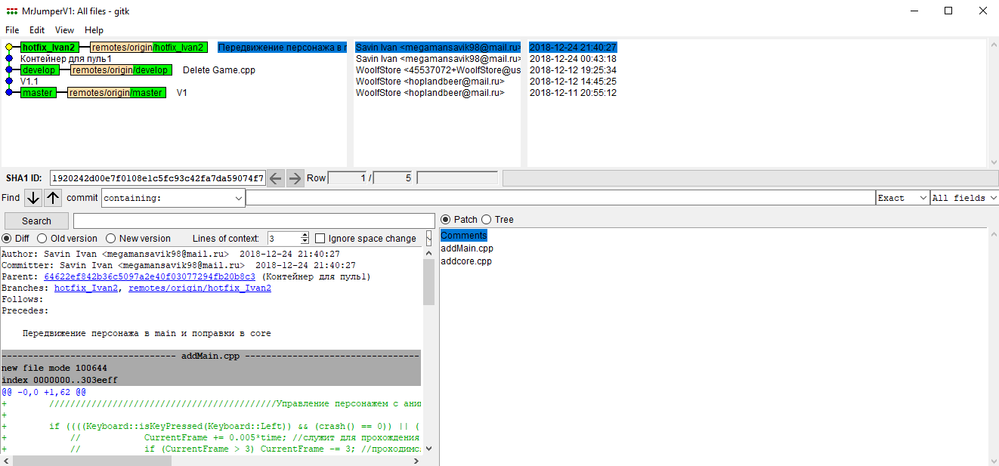 MrJumperV1: All files - gitk
File Edit View Help
hotfix_Ivan2 remotes/origin/hotfix_Ivan2 Передвижение персонажа в Savin Ivan <megamansavik98@mail.ru> 2018-12-24 21:40:27
Контейнер для пуль1 Savin Ivan <megamansavik98@mail.ru> 2018-12-24 00:43:18
develop remotes/origin/develop Delete Game.cpp WoolfStore <45537072+WoolfStore@us 2018-12-12 19:25:34
V1.1 WoolfStore <hoplandbeer@mail.ru> 2018-12-12 14:45:25
master remotes/origin/master V1 WoolfStore <hoplandbeer@mail.ru> 2018-12-11 20:55:12
SHA1 ID: 1920242d00e7f0108e1c5fc93c42fa7da59074f7 Row 1 / 5
Find commit containing: Exact All fields
Search Patch Tree
Diff Old version New version Lines of context: 3 Ignore space change
Comments
addMain.cpp
addcore.cpp
Author: Savin Ivan <megamansavik98@mail.ru> 2018-12-24 21:40:27
Committer: Savin Ivan <megamansavik98@mail.ru> 2018-12-24 21:40:27
Parent: 64622ef842b36c5097a2e40f03077294fb20b8c3 (Контейнер для пуль1)
Branches: hotfix_Ivan2, remotes/origin/hotfix_Ivan2
Follows:
Precedes:
Передвижение персонажа в main и поправки в core
--------------------------------- addMain.cpp ---------------------------------
new file mode 100644
index 0000000..303eeff
@@ -0,0 +1,62 @@
+ ///////////////////////////////////////////Управление персонажем с ани
+
+ if ((((Keyboard::isKeyPressed(Keyboard::Left)) && (crash() == 0)) || (
+ // CurrentFrame += 0.005*time; //служит для прохождения
+ // if (CurrentFrame > 3) CurrentFrame -= 3; //проходимс